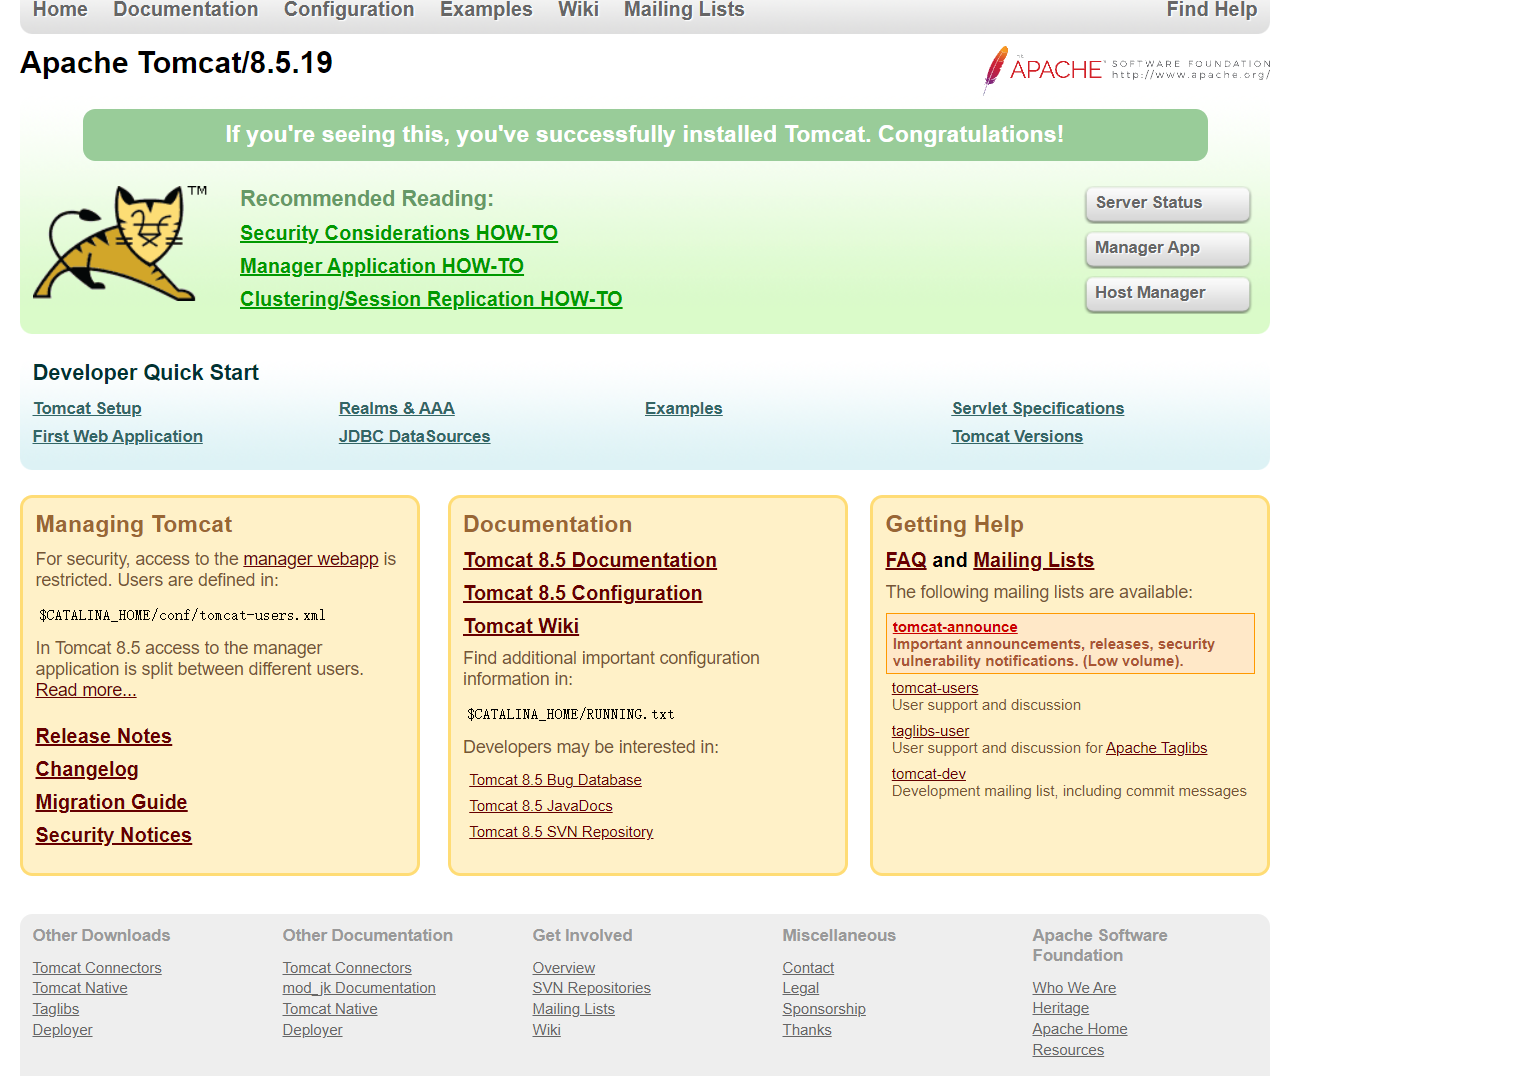 Home Documentation Configuration Examples Wiki Mailing Lists Find Help
Apache Tomcat/8.5.19
THE
APACHE™ SOFTWARE FOUNDATION
http://www.apache.org/
If you're seeing this, you've successfully installed Tomcat. Congratulations!
TM
Recommended Reading:
Security Considerations HOW-TO
Manager Application HOW-TO
Clustering/Session Replication HOW-TO
Server Status
Manager App
Host Manager
Developer Quick Start
Tomcat Setup
First Web Application
Realms & AAA
JDBC DataSources
Examples
Servlet Specifications
Tomcat Versions
Managing Tomcat
For security, access to the manager webapp is
restricted. Users are defined in:
$CATALINA_HOME/conf/tomcat-users.xml
In Tomcat 8.5 access to the manager
application is split between different users.
Read more...
Release Notes
Changelog
Migration Guide
Security Notices
Documentation
Tomcat 8.5 Documentation
Tomcat 8.5 Configuration
Tomcat Wiki
Find additional important configuration
information in:
$CATALINA_HOME/RUNNING.txt
Developers may be interested in:
Tomcat 8.5 Bug Database
Tomcat 8.5 JavaDocs
Tomcat 8.5 SVN Repository
Getting Help
FAQ and Mailing Lists
The following mailing lists are available:
tomcat-announce
Important announcements, releases, security
vulnerability notifications. (Low volume).
tomcat-users
User support and discussion
taglibs-user
User support and discussion for Apache Taglibs
tomcat-dev
Development mailing list, including commit messages
Other Downloads
Tomcat Connectors
Tomcat Native
Taglibs
Deployer
Other Documentation
Tomcat Connectors
mod_jk Documentation
Tomcat Native
Deployer
Get Involved
Overview
SVN Repositories
Mailing Lists
Wiki
Miscellaneous
Contact
Legal
Sponsorship
Thanks
Apache Software
Foundation
Who We Are
Heritage
Apache Home
Resources